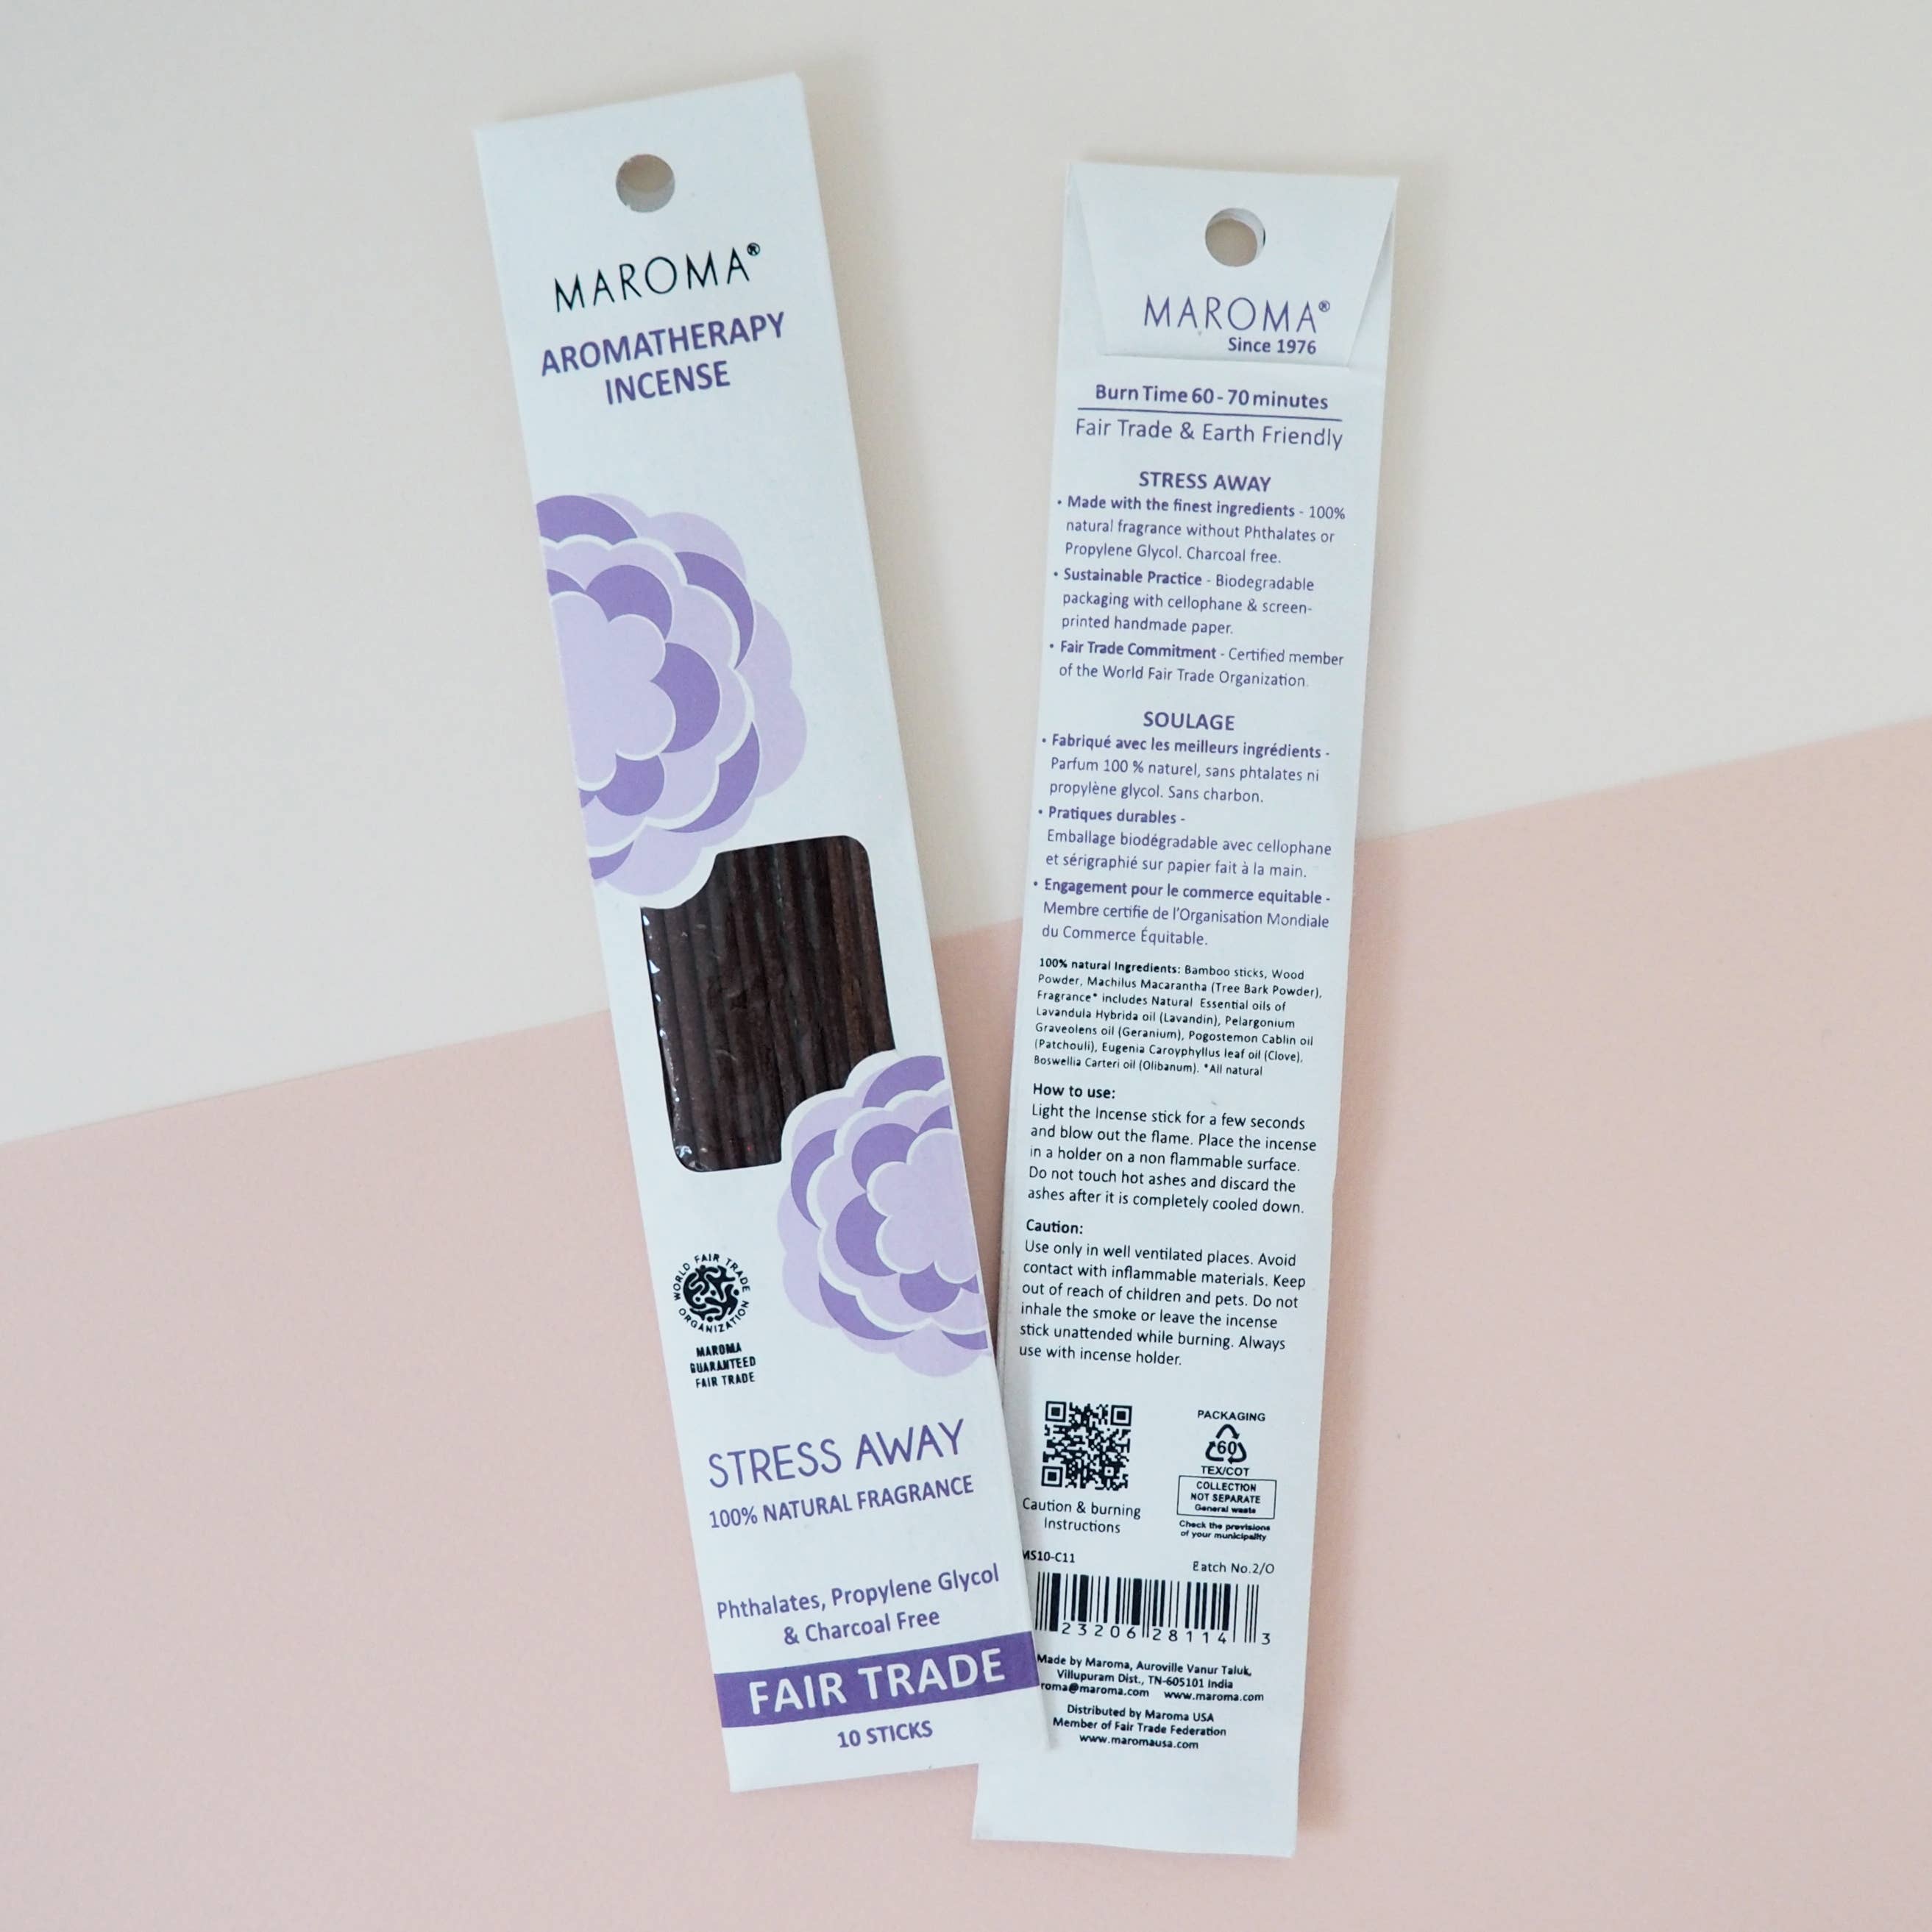 MAROMA®
AROMATHERAPY
INCENSE
WORLD FAIR TRADE ORGANIZATION
MAROMA
GUARANTEED
FAIR TRADE
STRESS AWAY
100% NATURAL FRAGRANCE
Phthalates, Propylene Glycol
& Charcoal Free
FAIR TRADE
10 STICKS
MAROMA®
Since 1976
Burn Time 60 - 70 minutes
Fair Trade & Earth Friendly
STRESS AWAY
• Made with the finest ingredients - 100%
natural fragrance without Phthalates or
Propylene Glycol. Charcoal free.
• Sustainable Practice - Biodegradable
packaging with cellophane & screen-
printed handmade paper.
• Fair Trade Commitment - Certified member
of the World Fair Trade Organization.
SOULAGE
• Fabriqué avec les meilleurs ingrédients -
Parfum 100 % naturel, sans phtalates ni
propylène glycol. Sans charbon.
• Pratiques durables -
Emballage biodégradable avec cellophane
et sérigraphié sur papier fait à la main.
• Engagement pour le commerce equitable -
Membre certifie de l'Organisation Mondiale
du Commerce Équitable.
100% natural Ingredients: Bamboo sticks, Wood
Powder, Machilus Macarantha (Tree Bark Powder),
Fragrance* includes Natural Essential oils of
Lavandula Hybrida oil (Lavandin), Pelargonium
Graveolens oil (Geranium), Pogostemon Cablin oil
(Patchouli), Eugenia Caroyphyllus leaf oil (Clove),
Boswellia Carteri oil (Olibanum). *All natural
How to use:
Light the Incense stick for a few seconds
and blow out the flame. Place the incense
in a holder on a non flammable surface.
Do not touch hot ashes and discard the
ashes after it is completely cooled down.
Caution:
Use only in well ventilated places. Avoid
contact with inflammable materials. Keep
out of reach of children and pets. Do not
inhale the smoke or leave the incense
stick unattended while burning. Always
use with incense holder.
Caution & burning
Instructions
PACKAGING
60
TEX/COT
COLLECTION
NOT SEPARATE
General waste
Check the provisions
of your municipality
MS10-C11
Batch No.2/O
23206 28114 3
Made by Maroma, Auroville Vanur Taluk,
Villupuram Dist., TN-605101 India
roma@maroma.com www.maroma.com
Distributed by Maroma USA
Member of Fair Trade Federation
www.maromausa.com